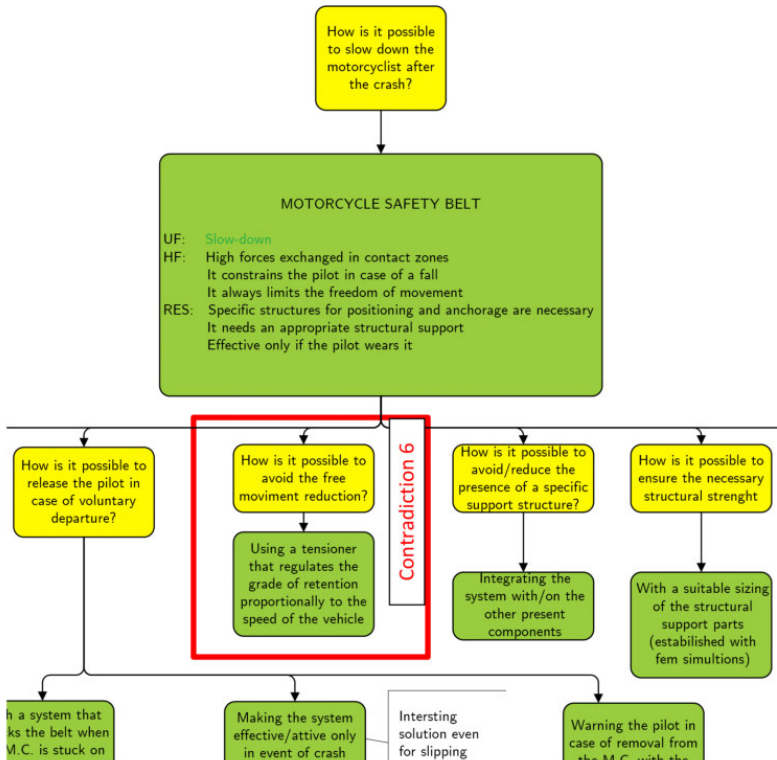 How is it possible
to slow down the
motorcyclist after
the crash?
MOTORCYCLE SAFETY BELT
UF: Slow-down
HF: High forces exchanged in contact zones
It constrains the pilot in case of a fall
It always limits the freedom of movement
RES: Specific structures for positioning and anchorage are necessary
It needs an appropriate structural support
Effective only if the pilot wears it
How is it possible to
release the pilot in
case of voluntary
departure?
How is it possible to
avoid the free
moviment reduction?
Contradiction 6
How is it possible to
avoid/reduce the
presence of a specific
support structure?
How is it possible to
ensure the necessary
structural strenght
Using a tensioner
that regulates the
grade of retention
proportionally to the
speed of the vehicle
Integrating the
system with/on the
other present
components
With a suitable sizing
of the structural
support parts
(estabilished with
fem simultions)
a system that
the belt when
M.C. is stuck on
Making the system
effective/attive only
in event of crash
Intersting
solution even
for slipping
Warning the pilot in
case of removal from
the M.C. with the